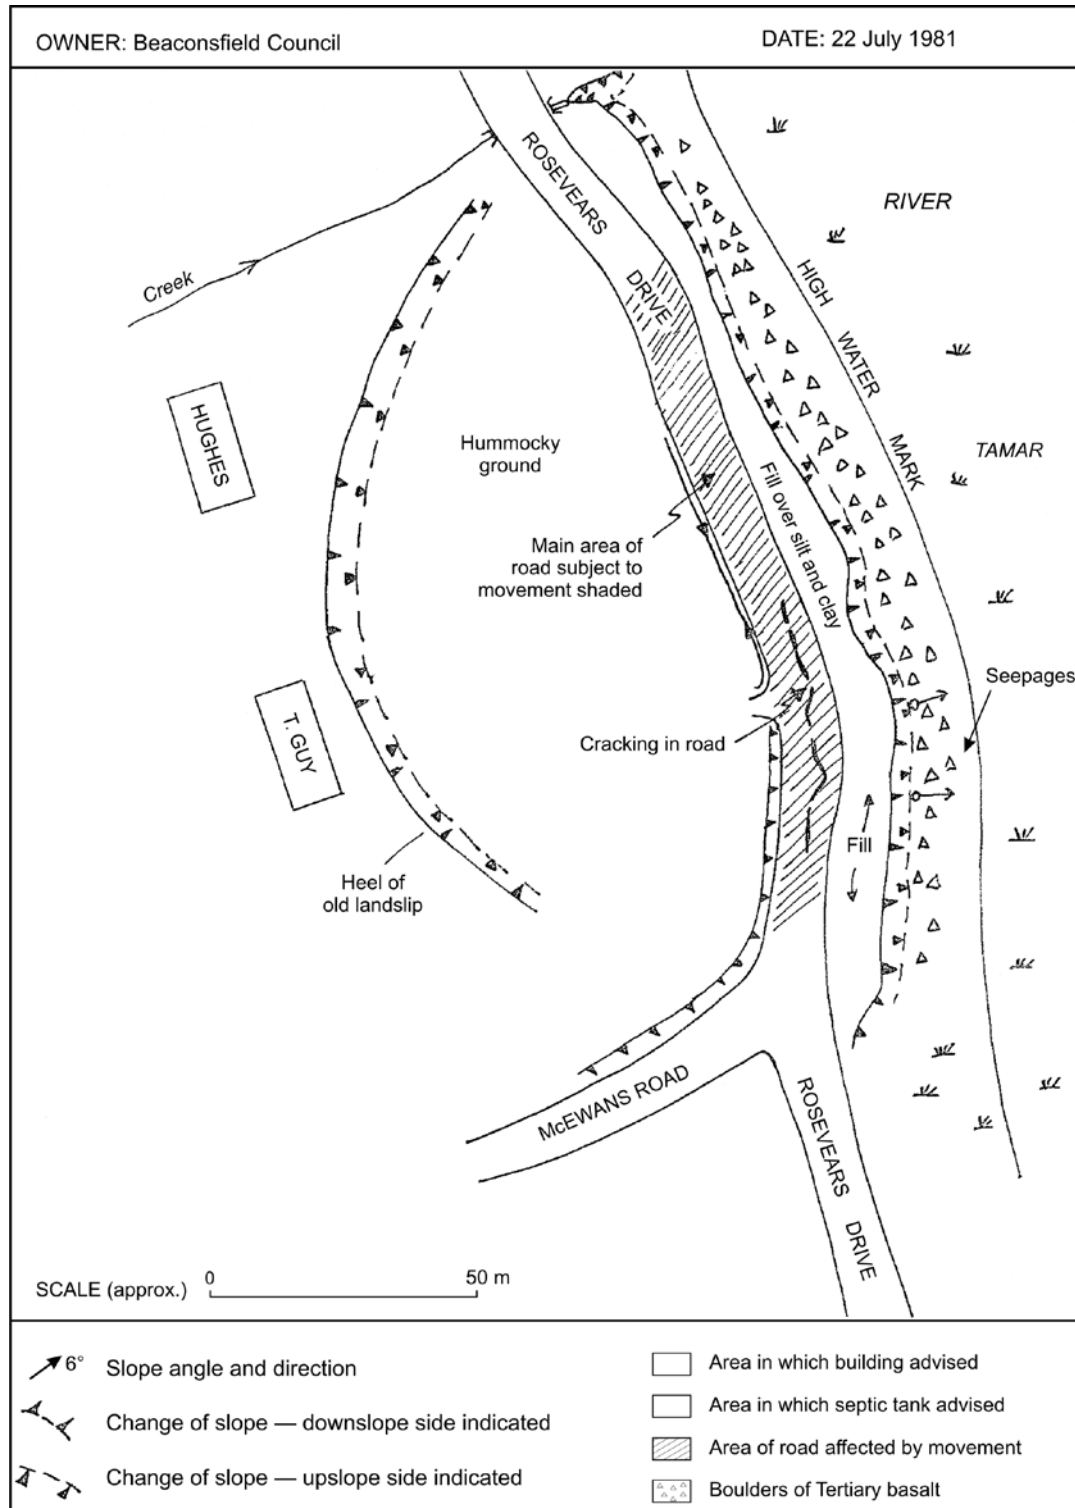 OWNER: Beaconsfield Council
DATE: 22 July 1981
ROSEVEARS
DRIVE
RIVER
TAMAR
HIGH
WATER
MARK
Creek
HUGHES
Hummocky
ground
Fill over silt and clay
Main area of
road subject to
movement shaded
Seepages
T. GUY
Cracking in road
Fill
Heel of
old landslip
McEWANS ROAD
ROSEVEARS
DRIVE
SCALE (approx.)
0
50 m
6°
Slope angle and direction
Change of slope — downslope side indicated
Change of slope — upslope side indicated
Area in which building advised
Area in which septic tank advised
Area of road affected by movement
Boulders of Tertiary basalt